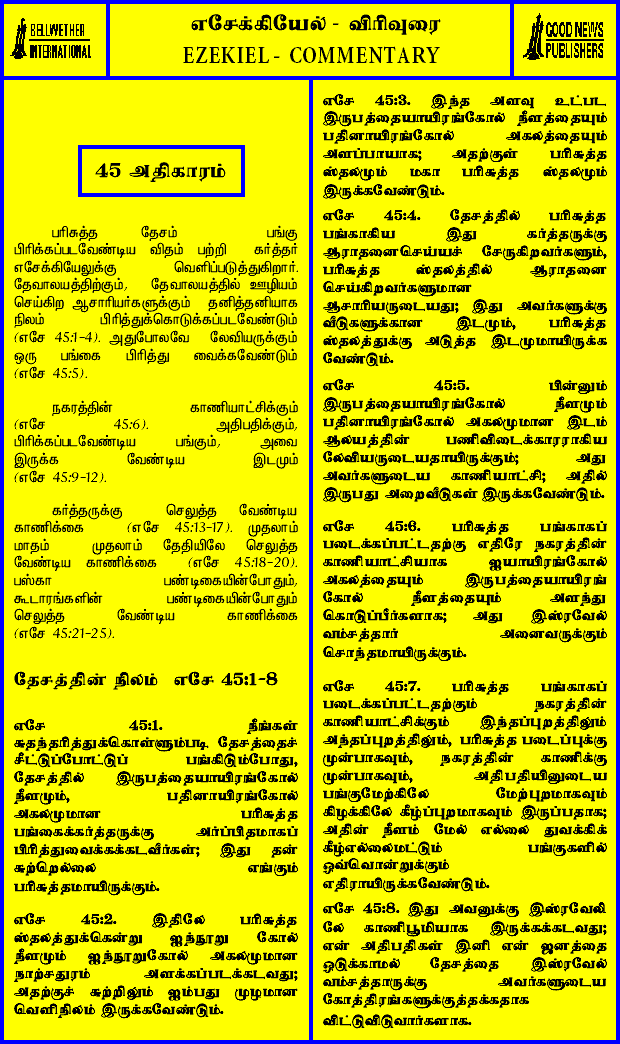 BELLWETHER
INTERNATIONAL
எசேக்கியேல் - விரிவுரை
EZEKIEL - COMMENTARY
GOOD NEWS
PUBLISHERS
45 அதிகாரம்
பரிசுத்த தேசம் பங்கு
பிரிக்கப்படவேண்டிய விதம் பற்றி கர்த்தர்
எசேக்கியேலுக்கு வெளிப்படுத்துகிறார்.
தேவாலயத்திற்கும், தேவாலயத்தில் ஊழியம்
செய்கிற ஆசாரியர்களுக்கும் தனித்தனியாக
நிலம் பிரித்துக்கொடுக்கப்படவேண்டும்
(எசே 45:1-4). அதுபோலவே லேவியருக்கும்
ஒரு பங்கை பிரித்து வைக்கவேண்டும்
(எசே 45:5).
நகரத்தின் காணியாட்சிக்கும்
(எசே 45:6). அதிபதிக்கும்,
பிரிக்கப்படவேண்டிய பங்கும், அவை
இருக்க வேண்டிய இடமும்
(எசே 45:9-12).
கர்த்தருக்கு செலுத்த வேண்டிய
காணிக்கை (எசே 45:13-17). முதலாம்
மாதம் முதலாம் தேதியிலே செலுத்த
வேண்டிய காணிக்கை (எசே 45:18-20).
பஸ்கா பண்டிகையின்போதும்,
கூடாரங்களின் பண்டிகையின்போதும்
செலுத்த வேண்டிய காணிக்கை
(எசே 45:21-25).
தேசத்தின் நிலம் எசே 45:1-8
எசே 45:1. நீங்கள்
சுதந்தரித்துக்கொள்ளும்படி, தேசத்தைச்
சீட்டுப்போட்டுப் பங்கிடும்போது,
தேசத்தில் இருபத்தையாயிரங்கோல்
நீளமும், பதினாயிரங்கோல்
அகலமுமான பரிசுத்த
பங்கைக்கர்த்தருக்கு அர்ப்பிதமாகப்
பிரித்துவைக்கக்கடவீர்கள்; இது தன்
சுற்றெல்லை எங்கும்
பரிசுத்தமாயிருக்கும்.
எசே 45:2. இதிலே பரிசுத்த
ஸ்தலத்துக்கென்று ஐந்நூறு கோல்
நீளமும் ஐந்நூறுகோல் அகலமுமான
நாற்சதுரம் அளக்கப்படக்கடவது;
அதற்குச் சுற்றிலும் ஐம்பது முழமான
வெளிநிலம் இருக்கவேண்டும்.
எசே 45:3. இந்த அளவு உட்பட
இருபத்தையாயிரங்கோல் நீளத்தையும்
பதினாயிரங்கோல் அகலத்தையும்
அளப்பாயாக; அதற்குள் பரிசுத்த
ஸ்தலமும் மகா பரிசுத்த ஸ்தலமும்
இருக்கவேண்டும்.
எசே 45:4. தேசத்தில் பரிசுத்த
பங்காகிய இது கர்த்தருக்கு
ஆராதனைசெய்யச் சேருகிறவர்களும்,
பரிசுத்த ஸ்தலத்தில் ஆராதனை
செய்கிறவர்களுமான
ஆசாரியருடையது; இது அவர்களுக்கு
வீடுகளுக்கான இடமும், பரிசுத்த
ஸ்தலத்துக்கு அடுத்த இடமுமாயிருக்க
வேண்டும்.
எசே 45:5. பின்னும்
இருபத்தையாயிரங்கோல் நீளமும்
பதினாயிரங்கோல் அகலமுமான இடம்
ஆலயத்தின் பணிவிடைக்காரராகிய
லேவியருடையதாயிருக்கும்; அது
அவர்களுடைய காணியாட்சி; அதில்
இருபது அறைவீடுகள் இருக்கவேண்டும்.
எசே 45:6. பரிசுத்த பங்காகப்
படைக்கப்பட்டதற்கு எதிரே நகரத்தின்
காணியாட்சியாக ஐயாயிரங்கோல்
அகலத்தையும் இருபத்தையாயிரங்
கோல் நீளத்தையும் அளந்து
கொடுப்பீர்களாக; அது இஸ்ரவேல்
வம்சத்தார் அனைவருக்கும்
சொந்தமாயிருக்கும்.
எசே 45:7. பரிசுத்த பங்காகப்
படைக்கப்பட்டதற்கும் நகரத்தின்
காணியாட்சிக்கும் இந்தப்புறத்திலும்
அந்தப்புறத்திலும், பரிசுத்த படைப்புக்கு
முன்பாகவும், நகரத்தின் காணிக்கு
முன்பாகவும், அதிபதியினுடைய
பங்குமேற்கிலே மேற்புறமாகவும்
கிழக்கிலே கீழ்ப்புறமாகவும் இருப்பதாக;
அதின் நீளம் மேல் எல்லை துவக்கிக்
கீழ்எல்லைமட்டும் பங்குகளில்
ஒவ்வொன்றுக்கும்
எதிராயிருக்கவேண்டும்.
எசே 45:8. இது அவனுக்கு இஸ்ரவேலி
லே காணிபூமியாக இருக்கக்கடவது;
என் அதிபதிகள் இனி என் ஜனத்தை
ஒடுக்காமல் தேசத்தை இஸ்ரவேல்
வம்சத்தாருக்கு அவர்களுடைய
கோத்திரங்களுக்குத்தக்கதாக
விட்டுவிடுவார்களாக.